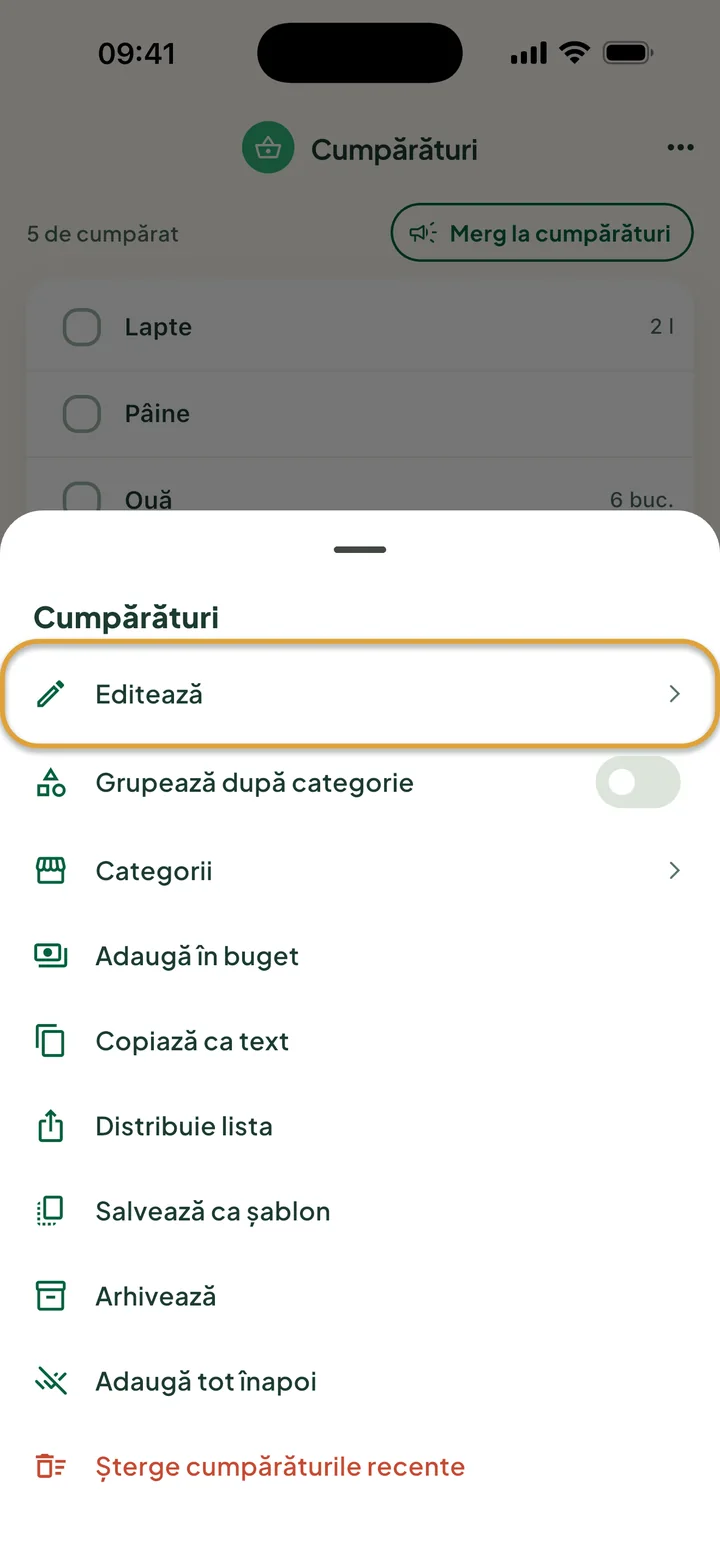 09:41
Cumpărături
5 de cumpărat
Merg la cumpărături
Lapte 2 l
Pâine
Ouă 6 buc.
Cumpărături
Editează
Grupează după categorie
Categorii
Adaugă în buget
Copiază ca text
Distribuie lista
Salvează ca șablon
Arhivează
Adaugă tot înapoi
Șterge cumpărăturile recente